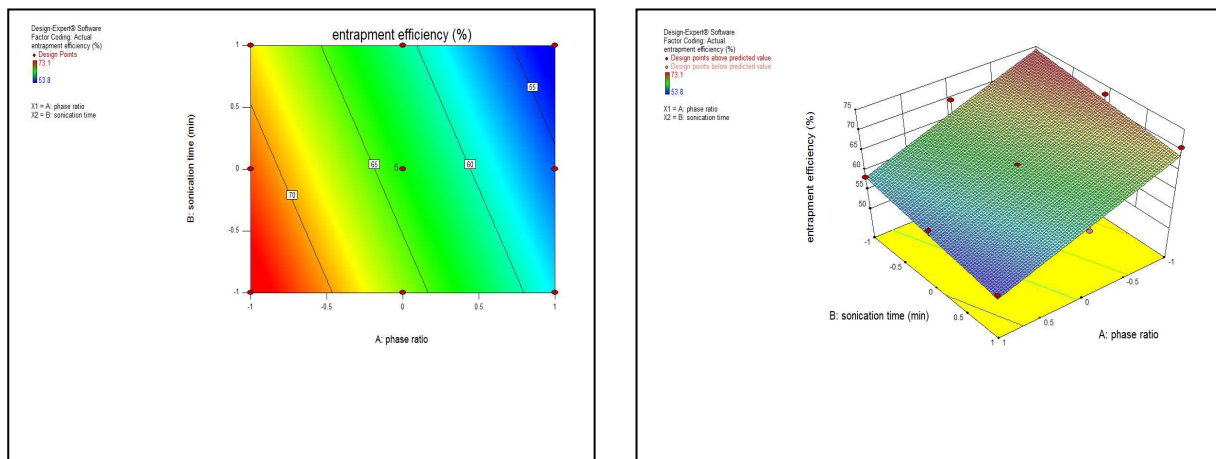 Design-Expert® Software
Factor Coding: Actual
entrapment efficiency (%)
Design Points
73.1
53.8
X1 = A: phase ratio
X2 = B: sonication time
entrapment efficiency (%)
B: sonication time (min)
1
0.5
0
-0.5
-1
55
65
5
60
70
-1
-0.5
0
0.5
1
A: phase ratio
Design-Expert® Software
Factor Coding: Actual
entrapment efficiency (%)
Design points above predicted value
Design points below predicted value
73.1
53.8
X1 = A: phase ratio
X2 = B: sonication time
entrapment efficiency (%)
75
70
65
60
55
50
-1
-0.5
0
0.5
1
B: sonication time (min)
1
0.5
0
-0.5
-1
A: phase ratio